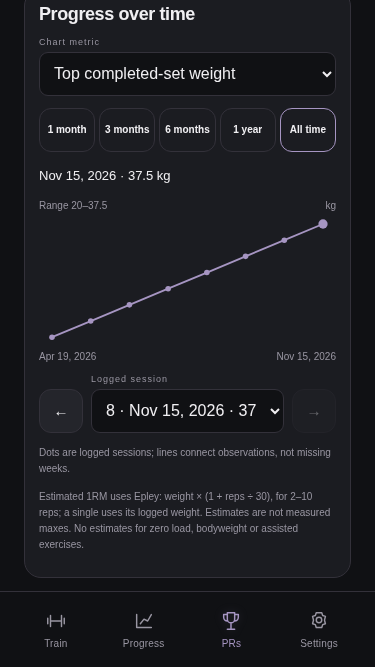 Progress over time
Chart metric
Top completed-set weight
1 month
3 months
6 months
1 year
All time
Nov 15, 2026 · 37.5 kg
Range 20–37.5
kg
Apr 19, 2026
Nov 15, 2026
Logged session
←
8 · Nov 15, 2026 · 37
→
Dots are logged sessions; lines connect observations, not missing
weeks.
Estimated 1RM uses Epley: weight × (1 + reps ÷ 30), for 2–10
reps; a single uses its logged weight. Estimates are not measured
maxes. No estimates for zero load, bodyweight or assisted
exercises.
Train
Progress
PRs
Settings